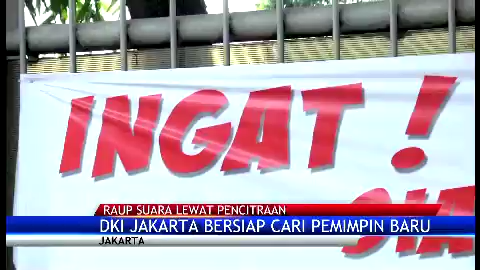 INGAT!
RAUP SUARA LEWAT PENCITRAAN
DKI JAKARTA BERSIAP CARI PEMIMPIN BARU
JAKARTA